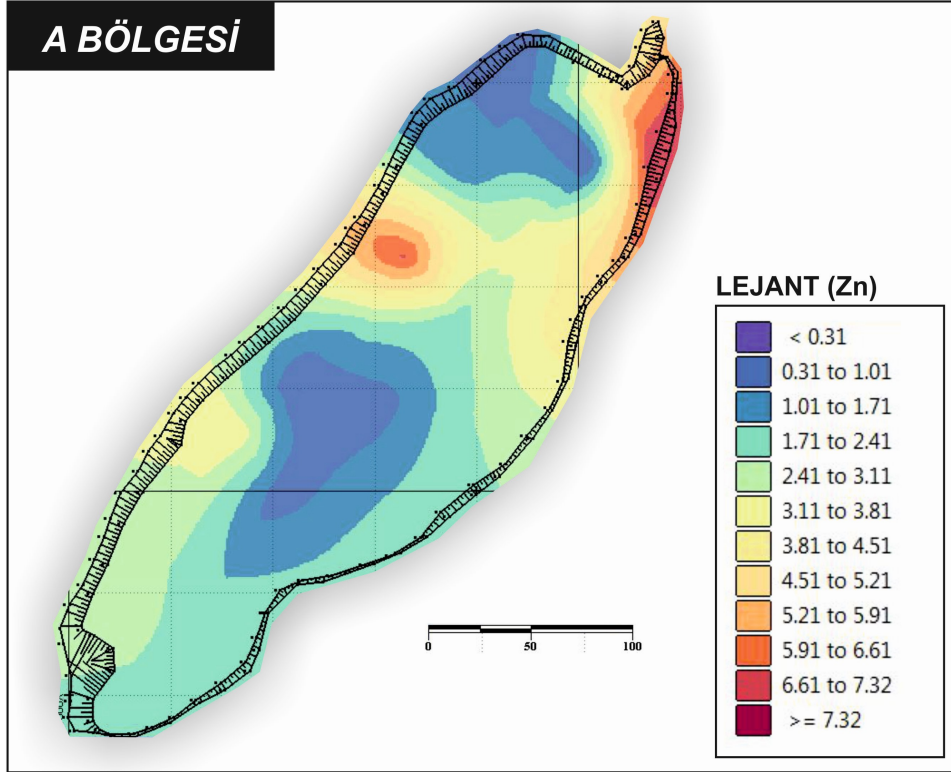 A BÖLGESİ
LEJANT (Zn)
< 0.31
0.31 to 1.01
1.01 to 1.71
1.71 to 2.41
2.41 to 3.11
3.11 to 3.81
3.81 to 4.51
4.51 to 5.21
5.21 to 5.91
5.91 to 6.61
6.61 to 7.32
>= 7.32
0 50 100